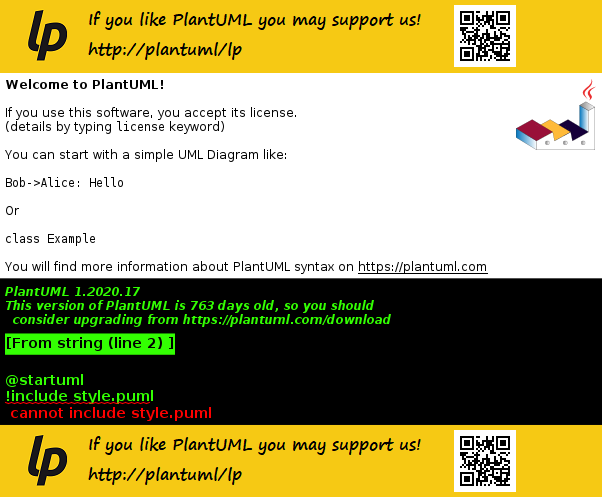 lp If you like PlantUML you may support us!
http://plantuml/lp
Welcome to PlantUML!
If you use this software, you accept its license.
(details by typing license keyword)
You can start with a simple UML Diagram like:
Bob->Alice: Hello
Or
class Example
You will find more information about PlantUML syntax on https://plantuml.com
PlantUML 1.2020.17
This version of PlantUML is 763 days old, so you should
consider upgrading from https://plantuml.com/download
[From string (line 2) ]
@startuml
!include style.puml
cannot include style.puml
lp If you like PlantUML you may support us!
http://plantuml/lp